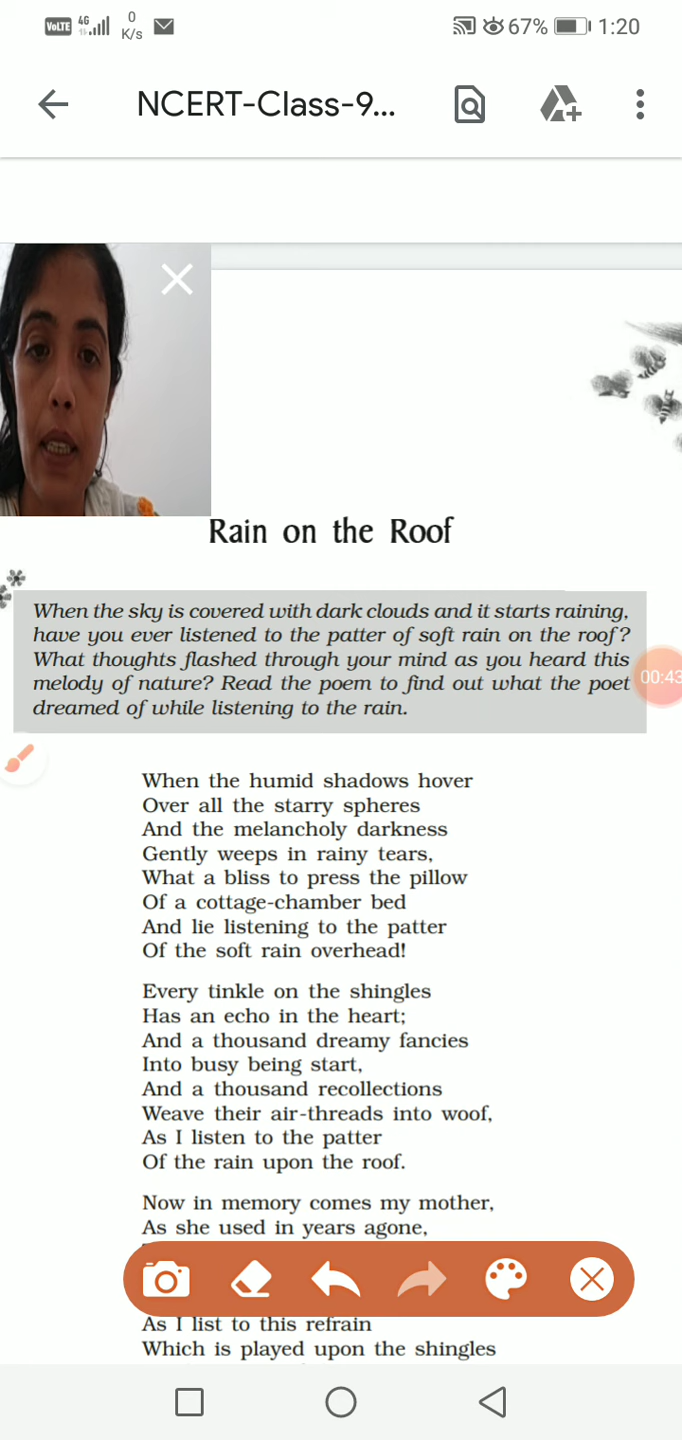 VoLTE 4G 0 K/s 67% 1:20
NCERT-Class-9...
Rain on the Roof
When the sky is covered with dark clouds and it starts raining,
have you ever listened to the patter of soft rain on the roof?
What thoughts flashed through your mind as you heard this
melody of nature? Read the poem to find out what the poet
dreamed of while listening to the rain.
00:43
When the humid shadows hover
Over all the starry spheres
And the melancholy darkness
Gently weeps in rainy tears,
What a bliss to press the pillow
Of a cottage-chamber bed
And lie listening to the patter
Of the soft rain overhead!
Every tinkle on the shingles
Has an echo in the heart;
And a thousand dreamy fancies
Into busy being start,
And a thousand recollections
Weave their air-threads into woof,
As I listen to the patter
Of the rain upon the roof.
Now in memory comes my mother,
As she used in years agone,
As I list to this refrain
Which is played upon the shingles